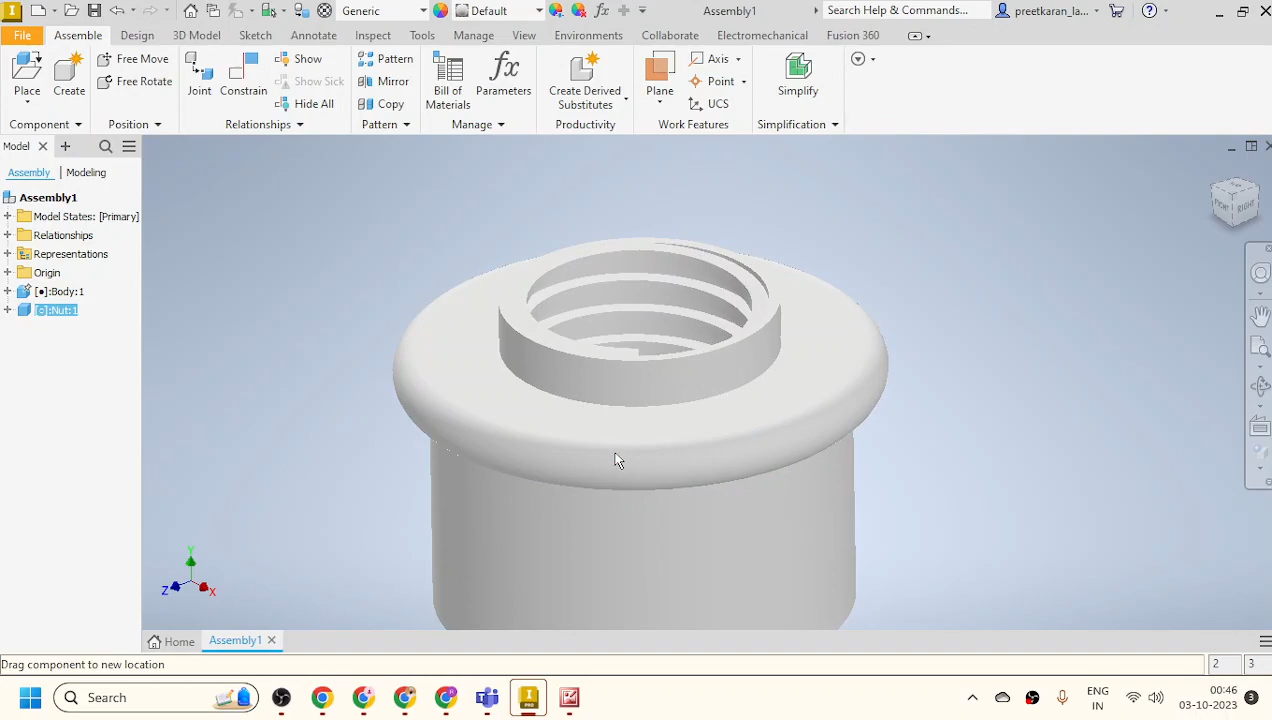 Generic Default Assembly1 Search Help & Commands... preetkaran_la...
File Assemble Design 3D Model Sketch Annotate Inspect Tools Manage View Environments Collaborate Electromechanical Fusion 360
Free Move Show Pattern Axis
Free Rotate Show Sick Mirror Point
Place Create Joint Constrain Hide All Copy Bill of Materials Parameters Create Derived Substitutes Plane UCS Simplify
Component Position Relationships Pattern Manage Productivity Work Features Simplification
Model
Assembly Modeling
Assembly1
Model States: [Primary]
Relationships
Representations
Origin
[●]:Body:1
[○]:Nut:1
FRONT RIGHT
Y
Z X
Home Assembly1
Drag component to new location 2 3
Search ENG IN 00:46 03-10-2023 3